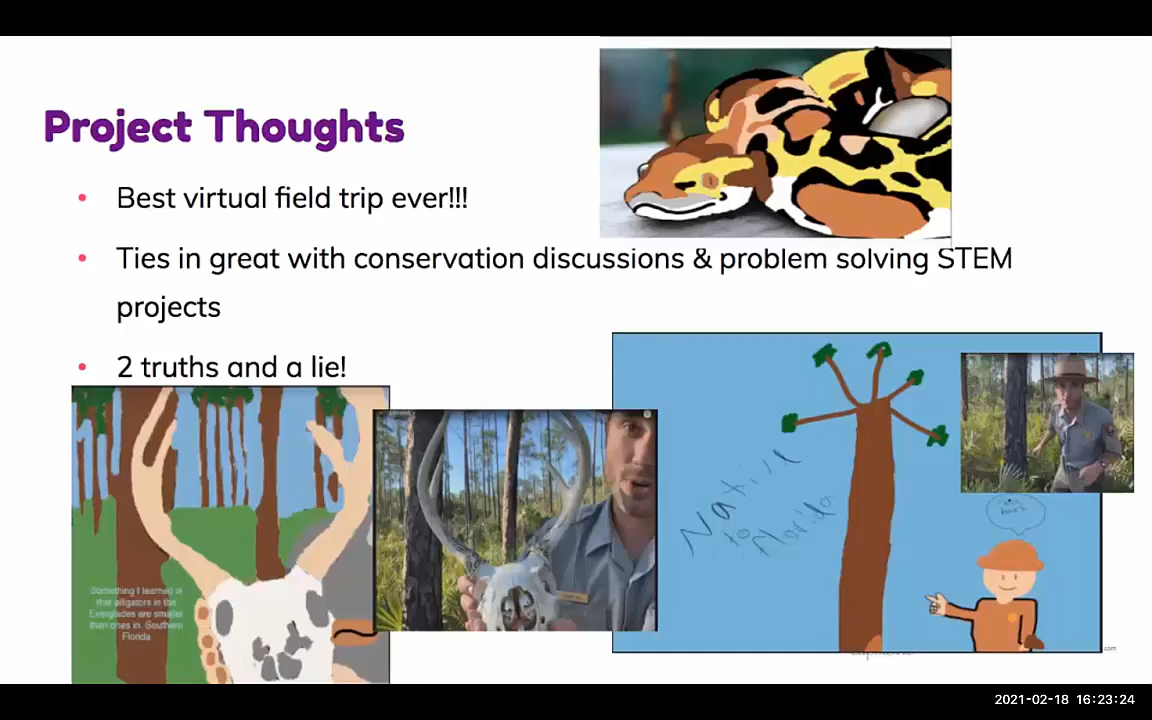 Project Thoughts
• Best virtual field trip ever!!!
• Ties in great with conservation discussions & problem solving STEM
projects
• 2 truths and a lie!
Something I learned is
that alligators in the
Everglades are smaller
than ones in. Southern
Florida
Native
to
Florida
bark
.com
2021-02-18 16:23:24